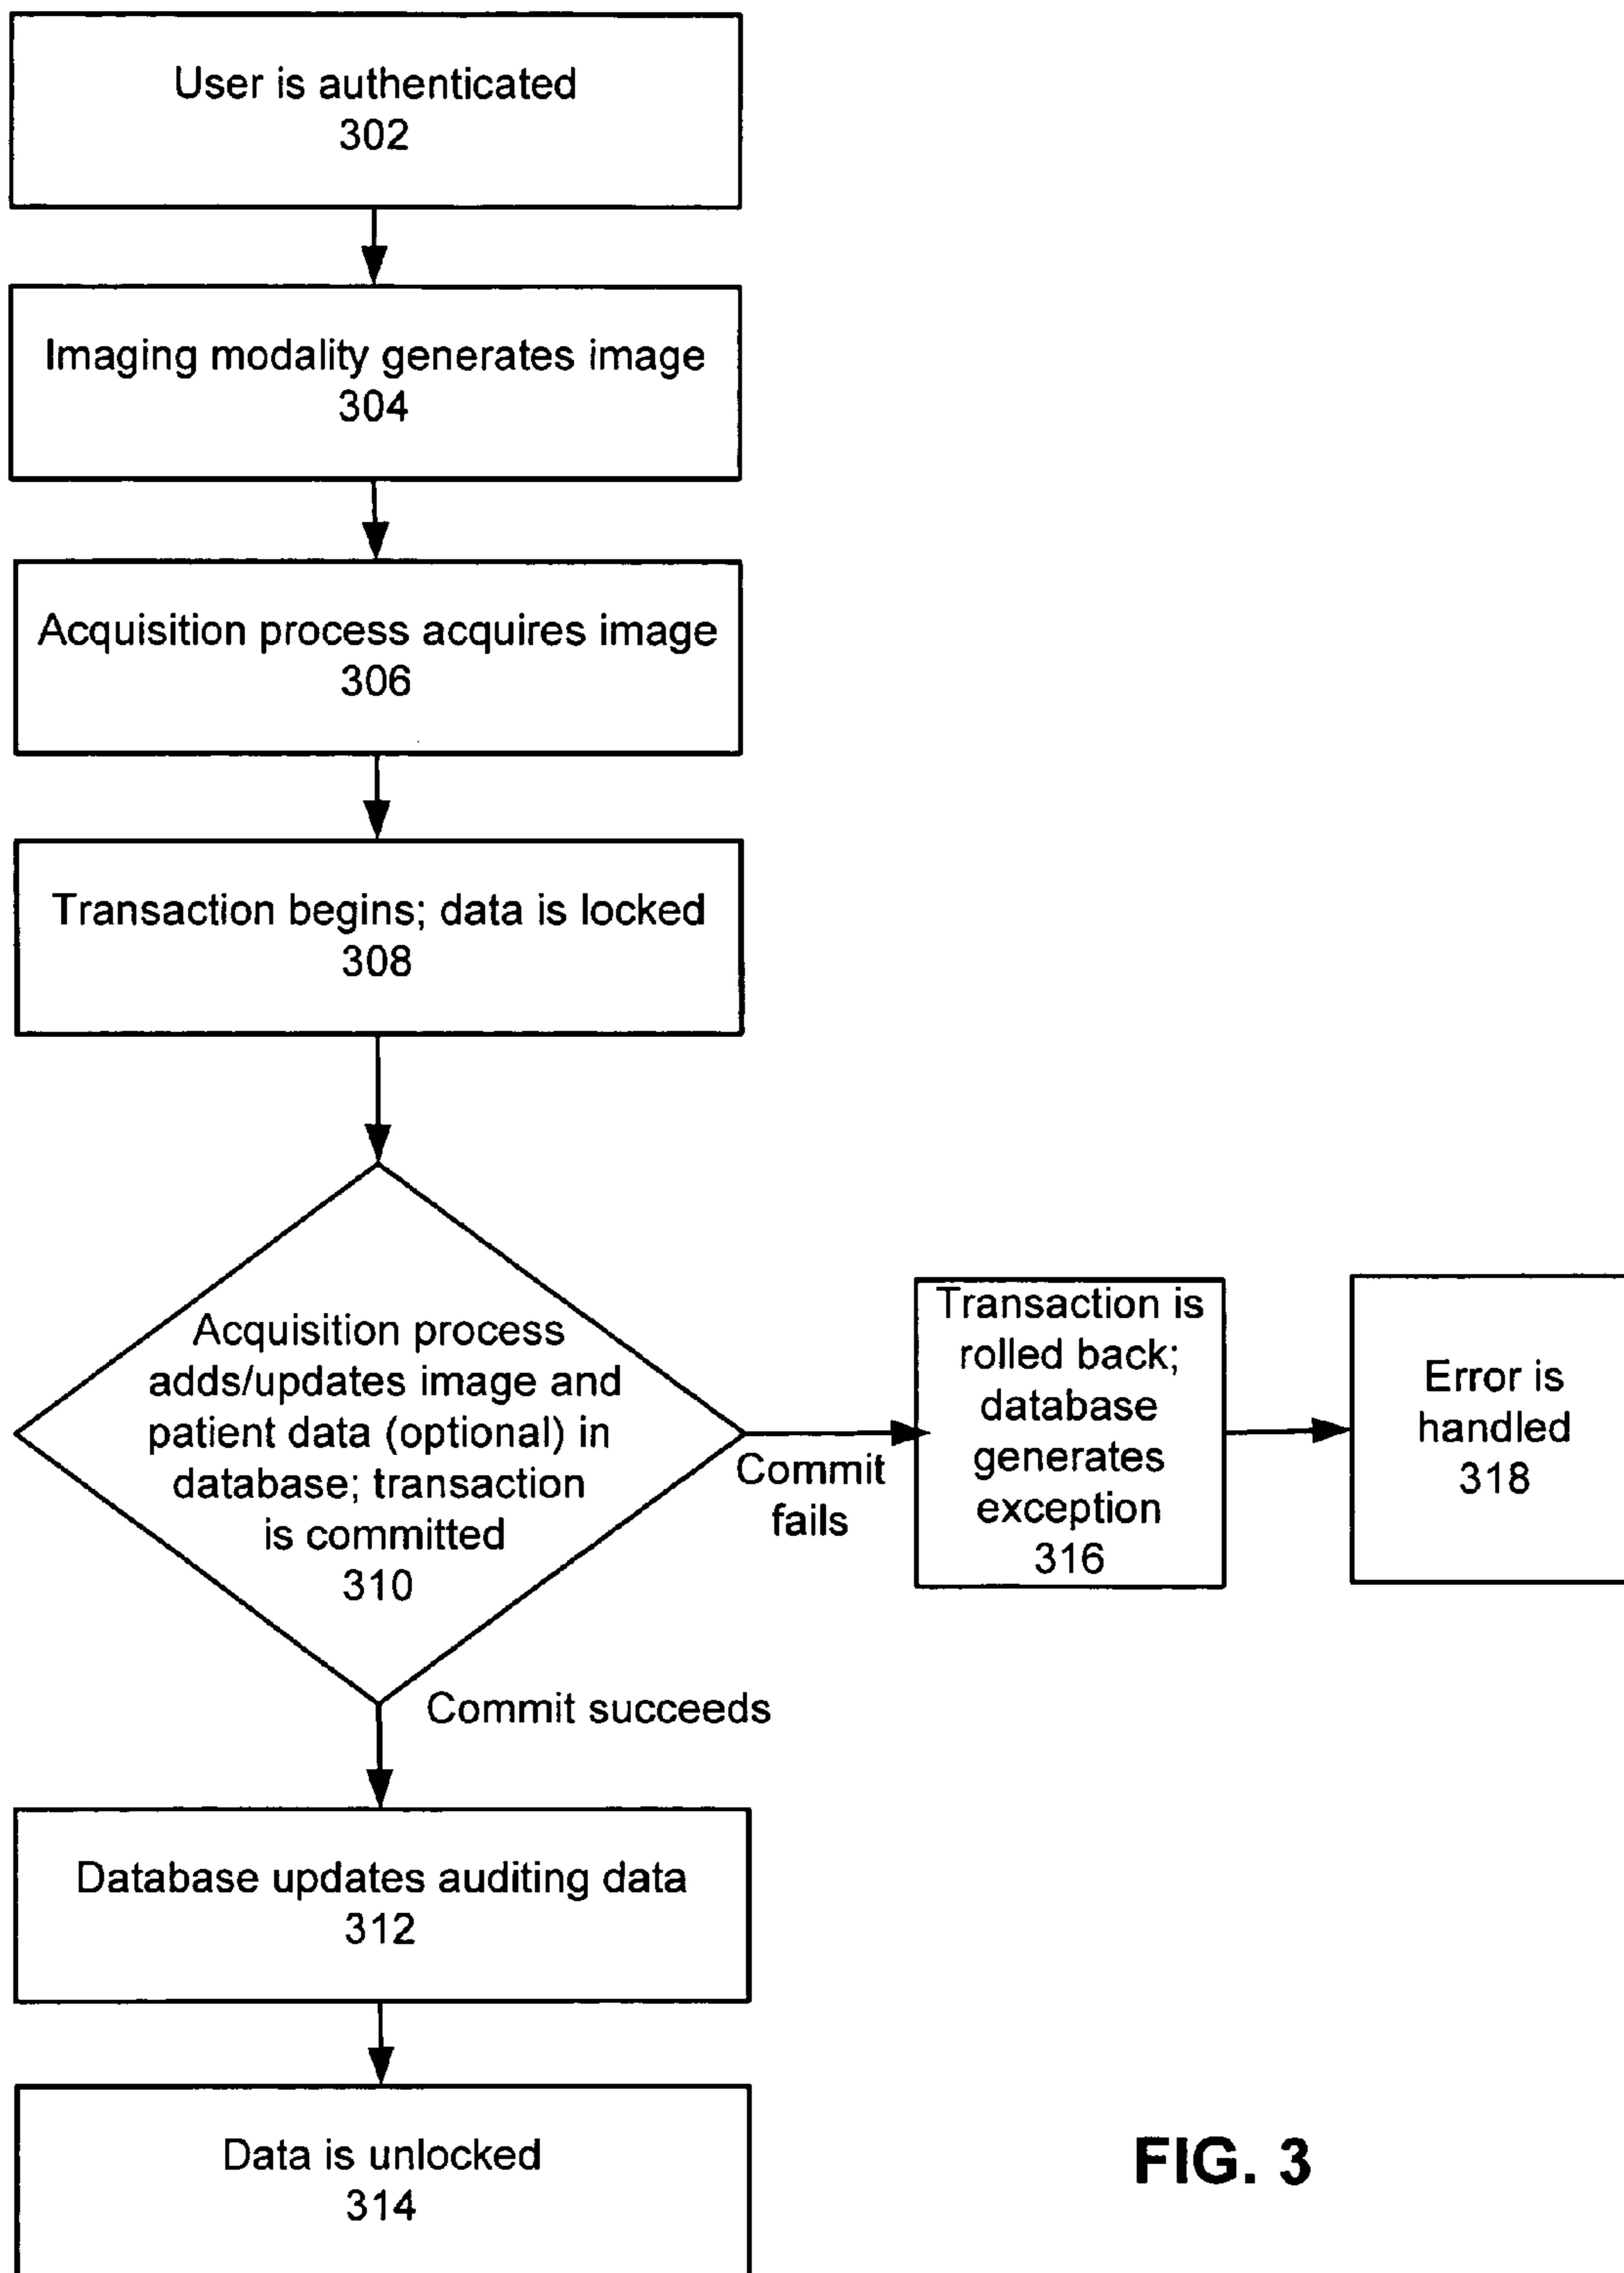 User is authenticated
302
Imaging modality generates image
304
Acquisition process acquires image
306
Transaction begins; data is locked
308
Acquisition process
adds/updates image and
patient data (optional) in
database; transaction
is committed
310
Commit
fails
Transaction is
rolled back;
database
generates
exception
316
Error is
handled
318
Commit succeeds
Database updates auditing data
312
Data is unlocked
314
FIG. 3